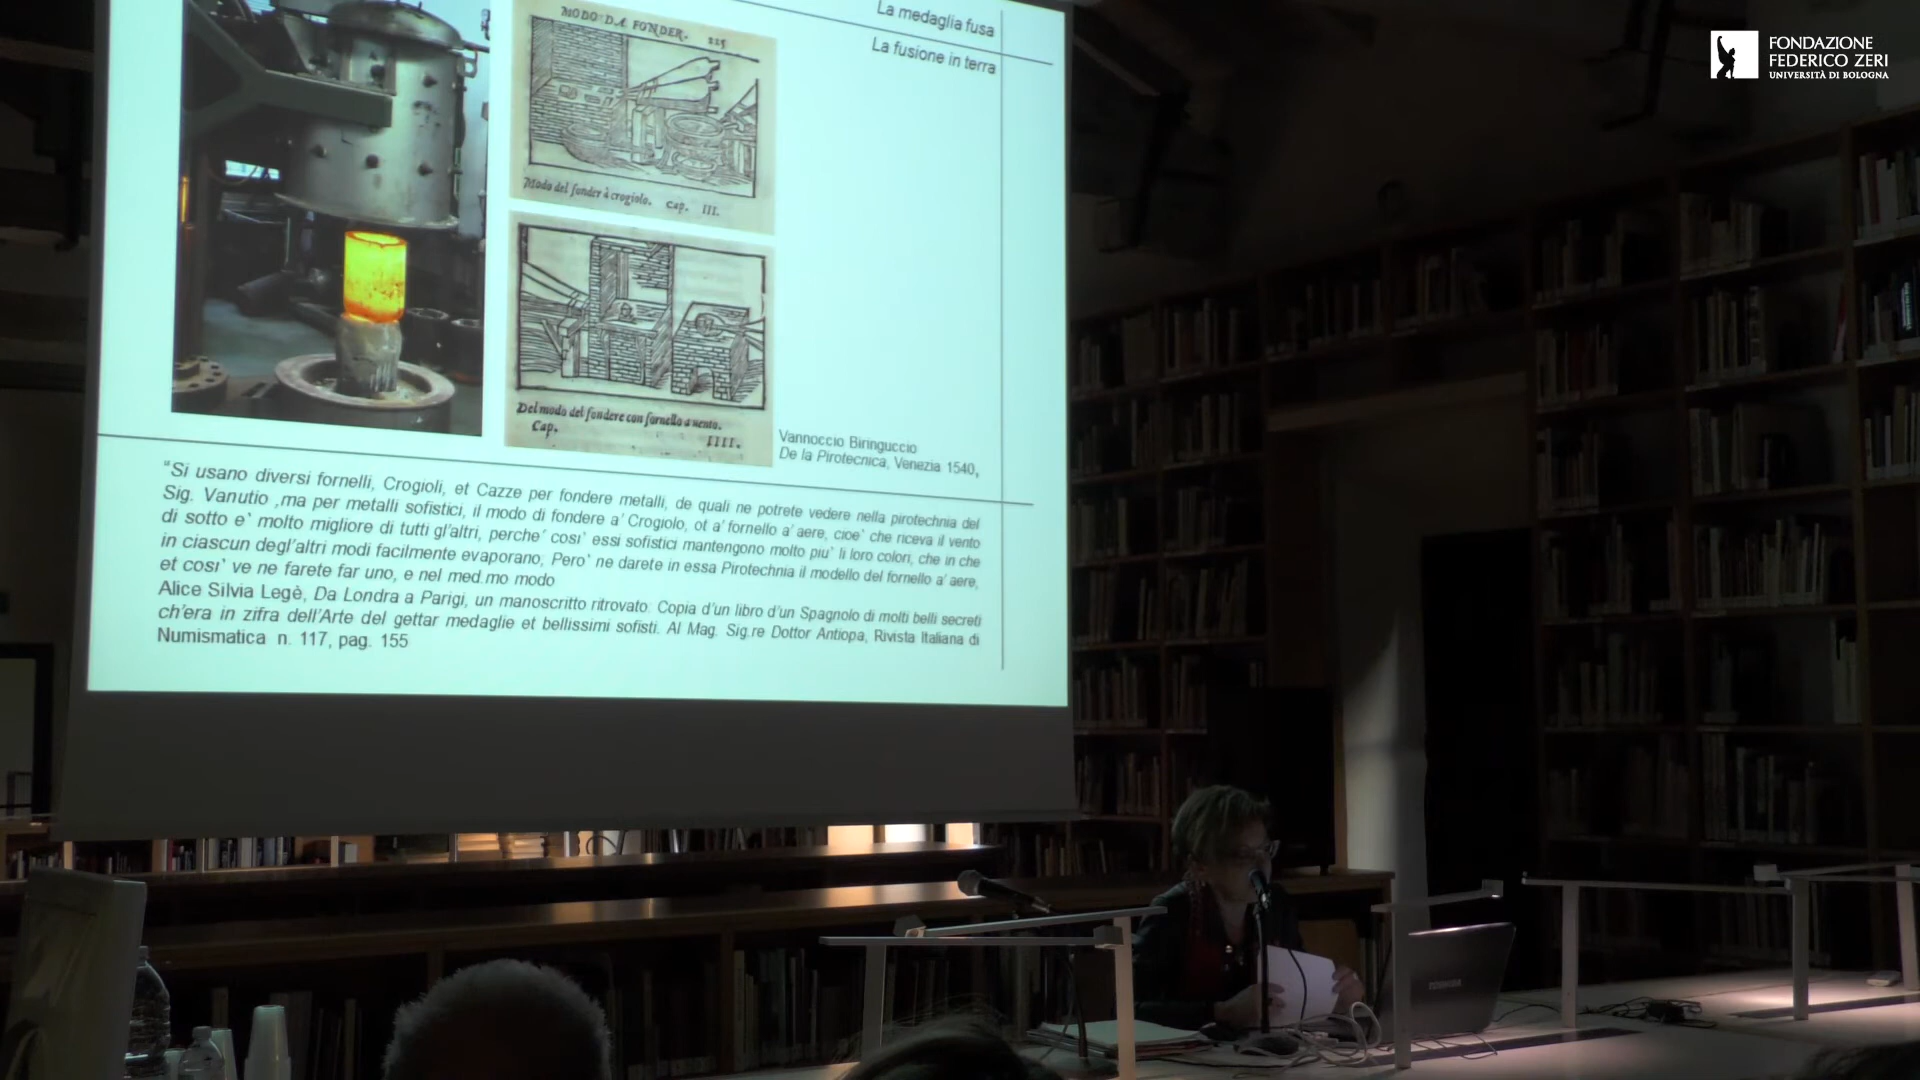 La medaglia fusa
La fusione in terra
MODO DA FONDER. 225
Modo del fonder à crogiolo. Cap. III.
Del modo del fondere con fornello a uento.
Cap. IIII.
Vannoccio Biringuccio
De la Pirotecnica, Venezia 1540,
“Si usano diversi fornelli, Crogioli, et Cazze per fondere metalli, de quali ne potrete vedere nella pirotechnia del
Sig. Vanutio ,ma per metalli sofistici, il modo di fondere a’ Crogiolo, ot a’ fornello a’ aere, cioe` che riceva il vento
di sotto e` molto migliore di tutti gl’altri, perche’ cosi` essi sofistici mantengono molto piu` li loro colori, che in che
in ciascun degl’altri modi facilmente evaporano; Pero` ne darete in essa Pirotechnia il modello del fornello a’ aere,
et cosi` ve ne farete far uno, e nel med.mo modo
Alice Silvia Legè, Da Londra a Parigi, un manoscritto ritrovato: Copia d’un libro d’un Spagnolo di molti belli secreti
ch’era in zifra dell’Arte del gettar medaglie et bellissimi sofisti. Al Mag. Sig.re Dottor Antiopa, Rivista Italiana di
Numismatica n. 117, pag. 155
FONDAZIONE
FEDERICO ZERI
UNIVERSITÀ DI BOLOGNA
TOSHIBA